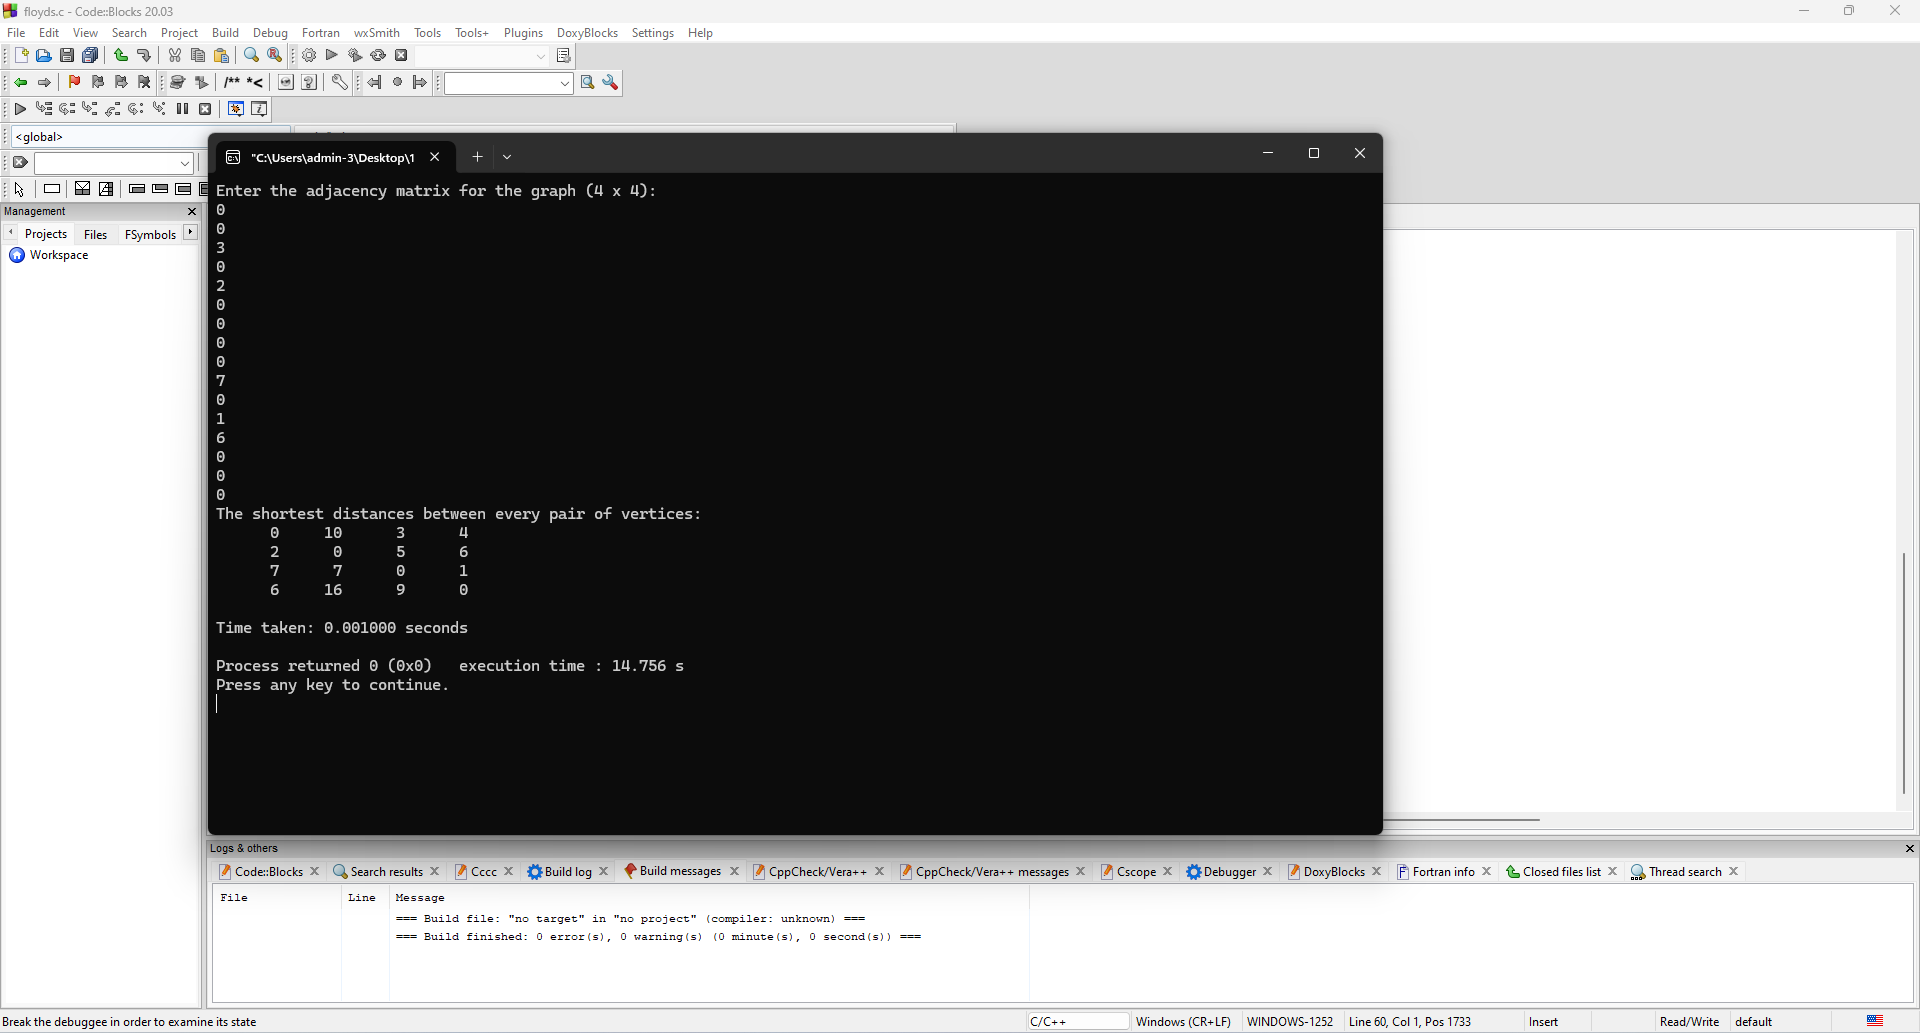 floyds.c - Code::Blocks 20.03
File Edit View Search Project Build Debug Fortran wxSmith Tools Tools+ Plugins DoxyBlocks Settings Help
/** *<
<global>
"C:\Users\admin-3\Desktop\1
Management
Projects Files FSymbols
Workspace
Enter the adjacency matrix for the graph (4 x 4):
0
0
3
0
2
0
0
0
0
7
0
1
6
0
0
0
The shortest distances between every pair of vertices:
0 10 3 4
2 0 5 6
7 7 0 1
6 16 9 0
Time taken: 0.001000 seconds
Process returned 0 (0x0) execution time : 14.756 s
Press any key to continue.
Logs & others
Code::Blocks Search results Cccc Build log Build messages CppCheck/Vera++ CppCheck/Vera++ messages Cscope Debugger DoxyBlocks Fortran info Closed files list Thread search
File Line Message
=== Build file: "no target" in "no project" (compiler: unknown) ===
=== Build finished: 0 error(s), 0 warning(s) (0 minute(s), 0 second(s)) ===
Break the debuggee in order to examine its state C/C++ Windows (CR+LF) WINDOWS-1252 Line 60, Col 1, Pos 1733 Insert Read/Write default